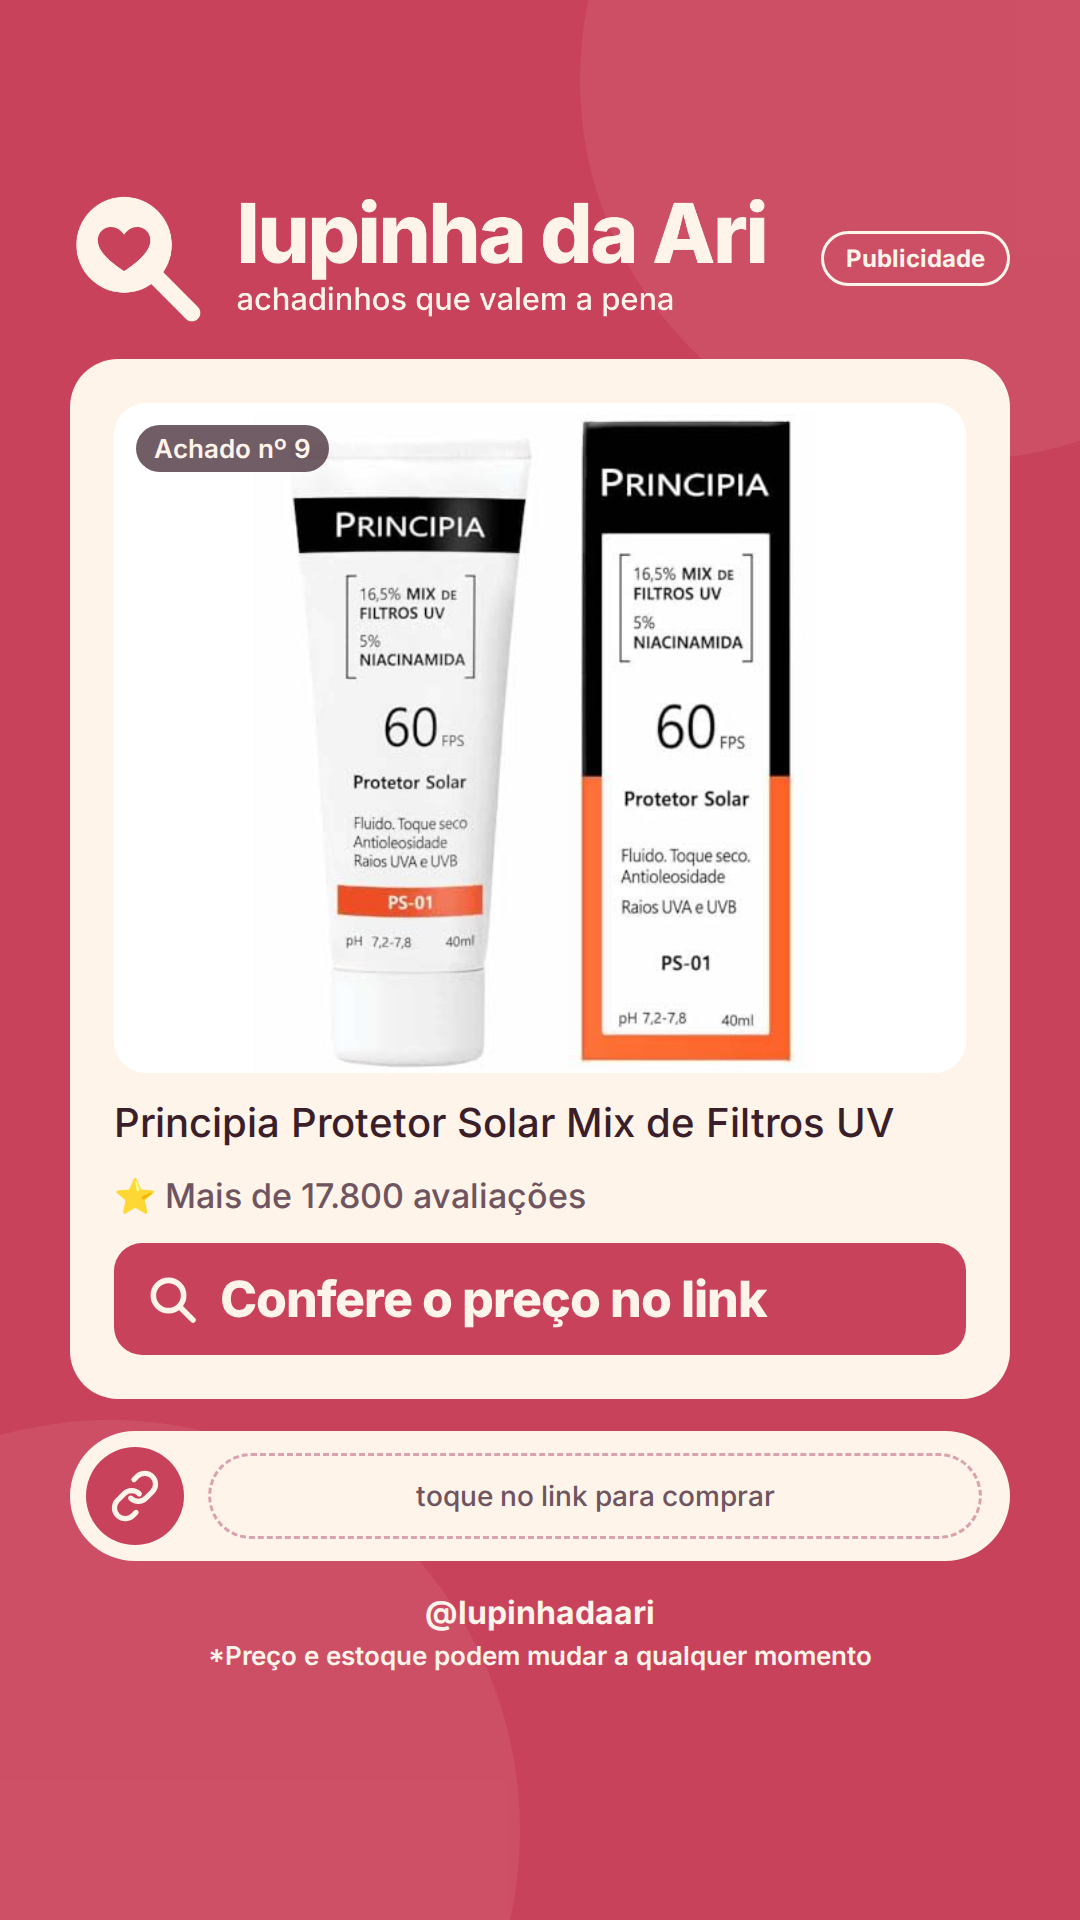 lupinha da Ari
achadinhos que valem a pena
Publicidade
Achado nº 9
PRINCIPIA
16,5% MIX DE
FILTROS UV
5%
NIACINAMIDA
60 FPS
Protetor Solar
Fluido. Toque seco
Antioleosidade
Raios UVA e UVB
PS-01
pH 7,2-7,8 40ml
PRINCIPIA
16,5% MIX DE
FILTROS UV
5%
NIACINAMIDA
60 FPS
Protetor Solar
Fluido. Toque seco.
Antioleosidade
Raios UVA e UVB
PS-01
pH 7,2-7,8 40ml
Principia Protetor Solar Mix de Filtros UV
⭐ Mais de 17.800 avaliações
Confere o preço no link
toque no link para comprar
@lupinhadaari
*Preço e estoque podem mudar a qualquer momento